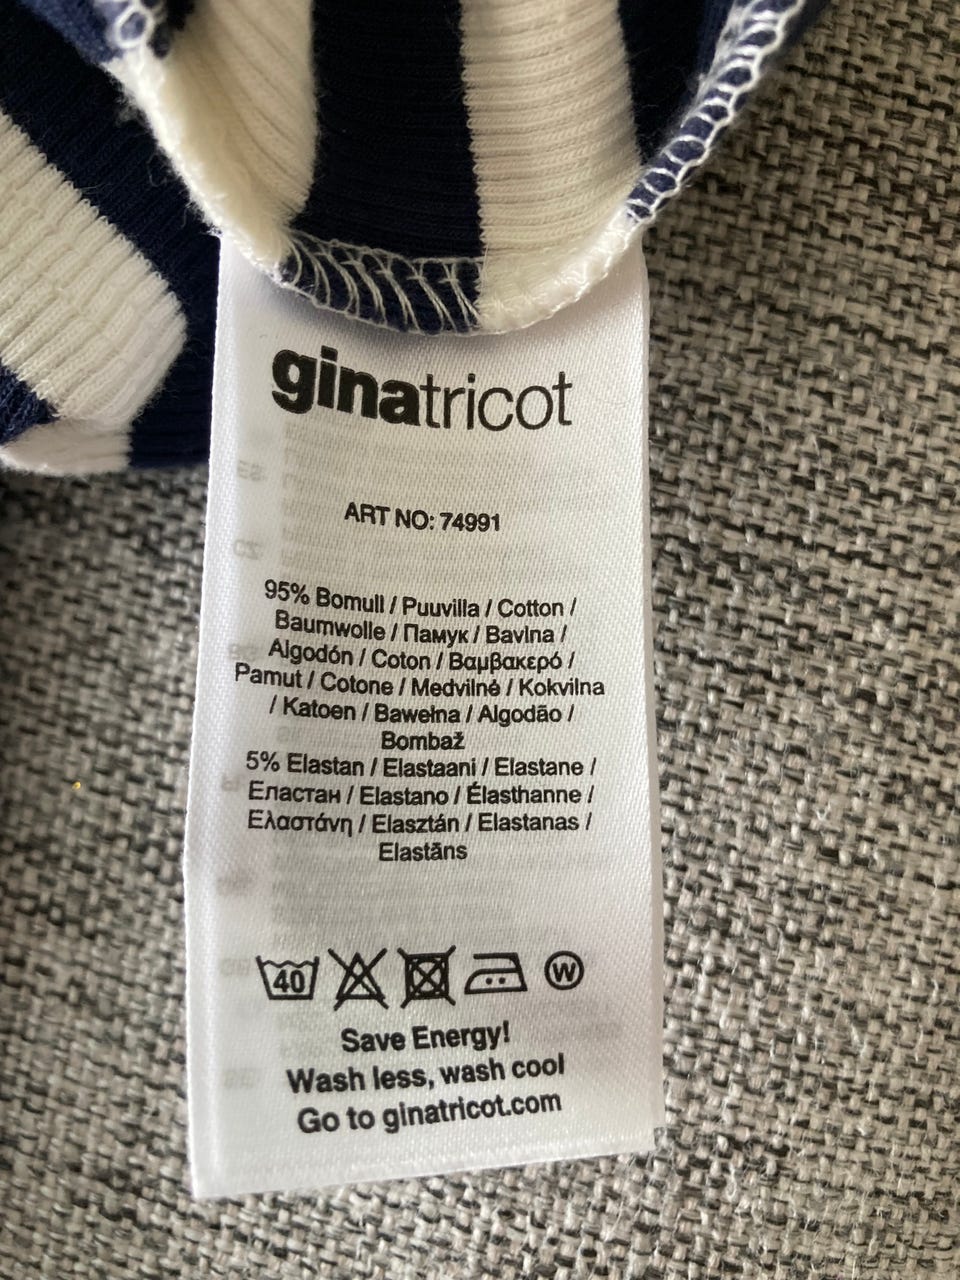 ginatricot
ART NO: 74991
95% Bomull / Puuvilla / Cotton /
Baumwolle / Памук / Bavlna /
Algodón / Coton / Βαμβακερό /
Pamut / Cotone / Medvilnė / Kokvilna
/ Katoen / Bawełna / Algodão /
Bombaž
5% Elastan / Elastaani / Elastane /
Еластан / Elastano / Élasthanne /
Ελαστάνη / Elasztán / Elastanas /
Elastāns
40 W
Save Energy!
Wash less, wash cool
Go to ginatricot.com